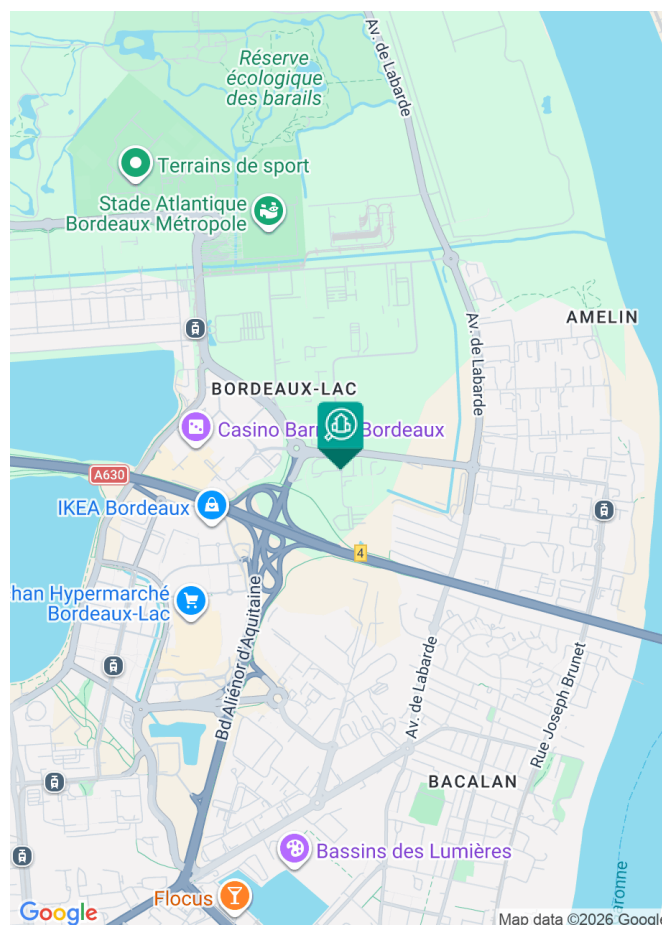 Réserve
écologique
des barails
Av. de Labarde
Terrains de sport
Stade Atlantique
Bordeaux Métropole
AMELIN
Av. de Labarde
BORDEAUX-LAC
Casino Bar Bordeaux
A630
IKEA Bordeaux
4
han Hypermarché
Bordeaux-Lac
Bd Aliénor d'Aquitaine
Av. de Labarde
Rue Joseph Brunet
BACALAN
Bassins des Lumières
Flocus
aronne
Google
Map data ©2026 Google